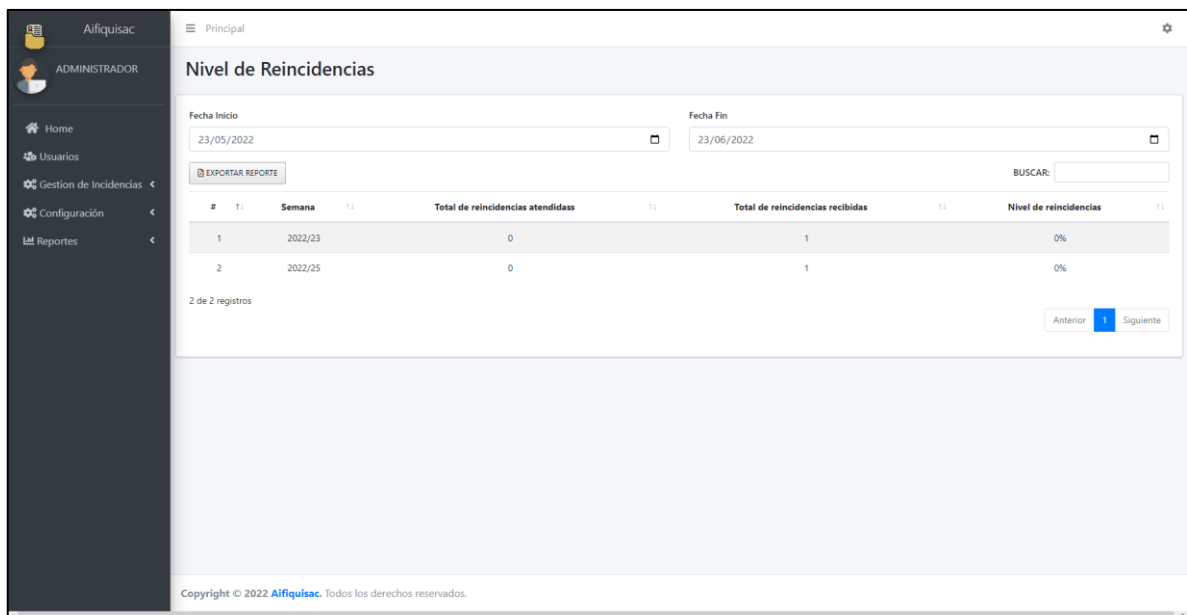 Aifiquisac
ADMINISTRADOR
Home
Usuarios
Gestion de Incidencias
Configuración
Reportes
Principal
Nivel de Reincidencias
Fecha Inicio Fecha Fin
23/05/2022 23/06/2022
EXPORTAR REPORTE BUSCAR:
# Semana Total de reincidencias atendidass Total de reincidencias recibidas Nivel de reincidencias
1 2022/23 0 1 0%
2 2022/25 0 1 0%
2 de 2 registros
Anterior 1 Siguiente
Copyright © 2022 Aifiquisac. Todos los derechos reservados.